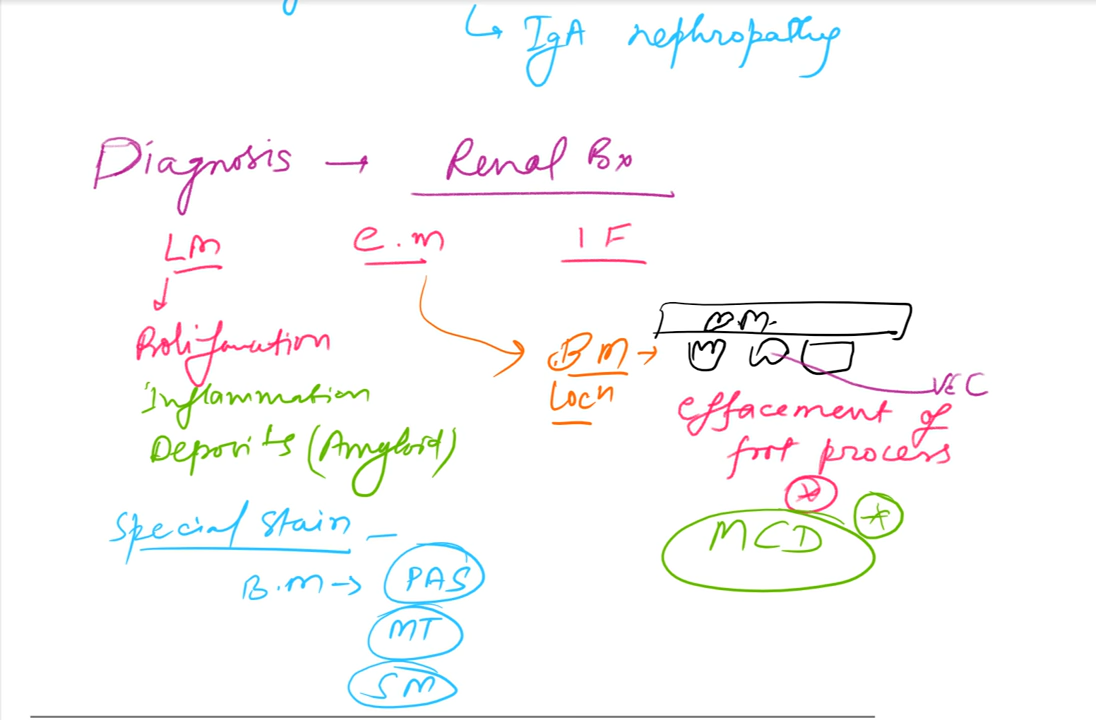 ↳ IgA nephropathy
Diagnosis → Renal Bx
LM e.m IF
↓
Proliferation
Inflammation
Deposits (Amyloid)
BM →
Locn
B.M.
VEC
effacement of
foot process
MCD
Special Stain –
B.M → PAS
MT
SM